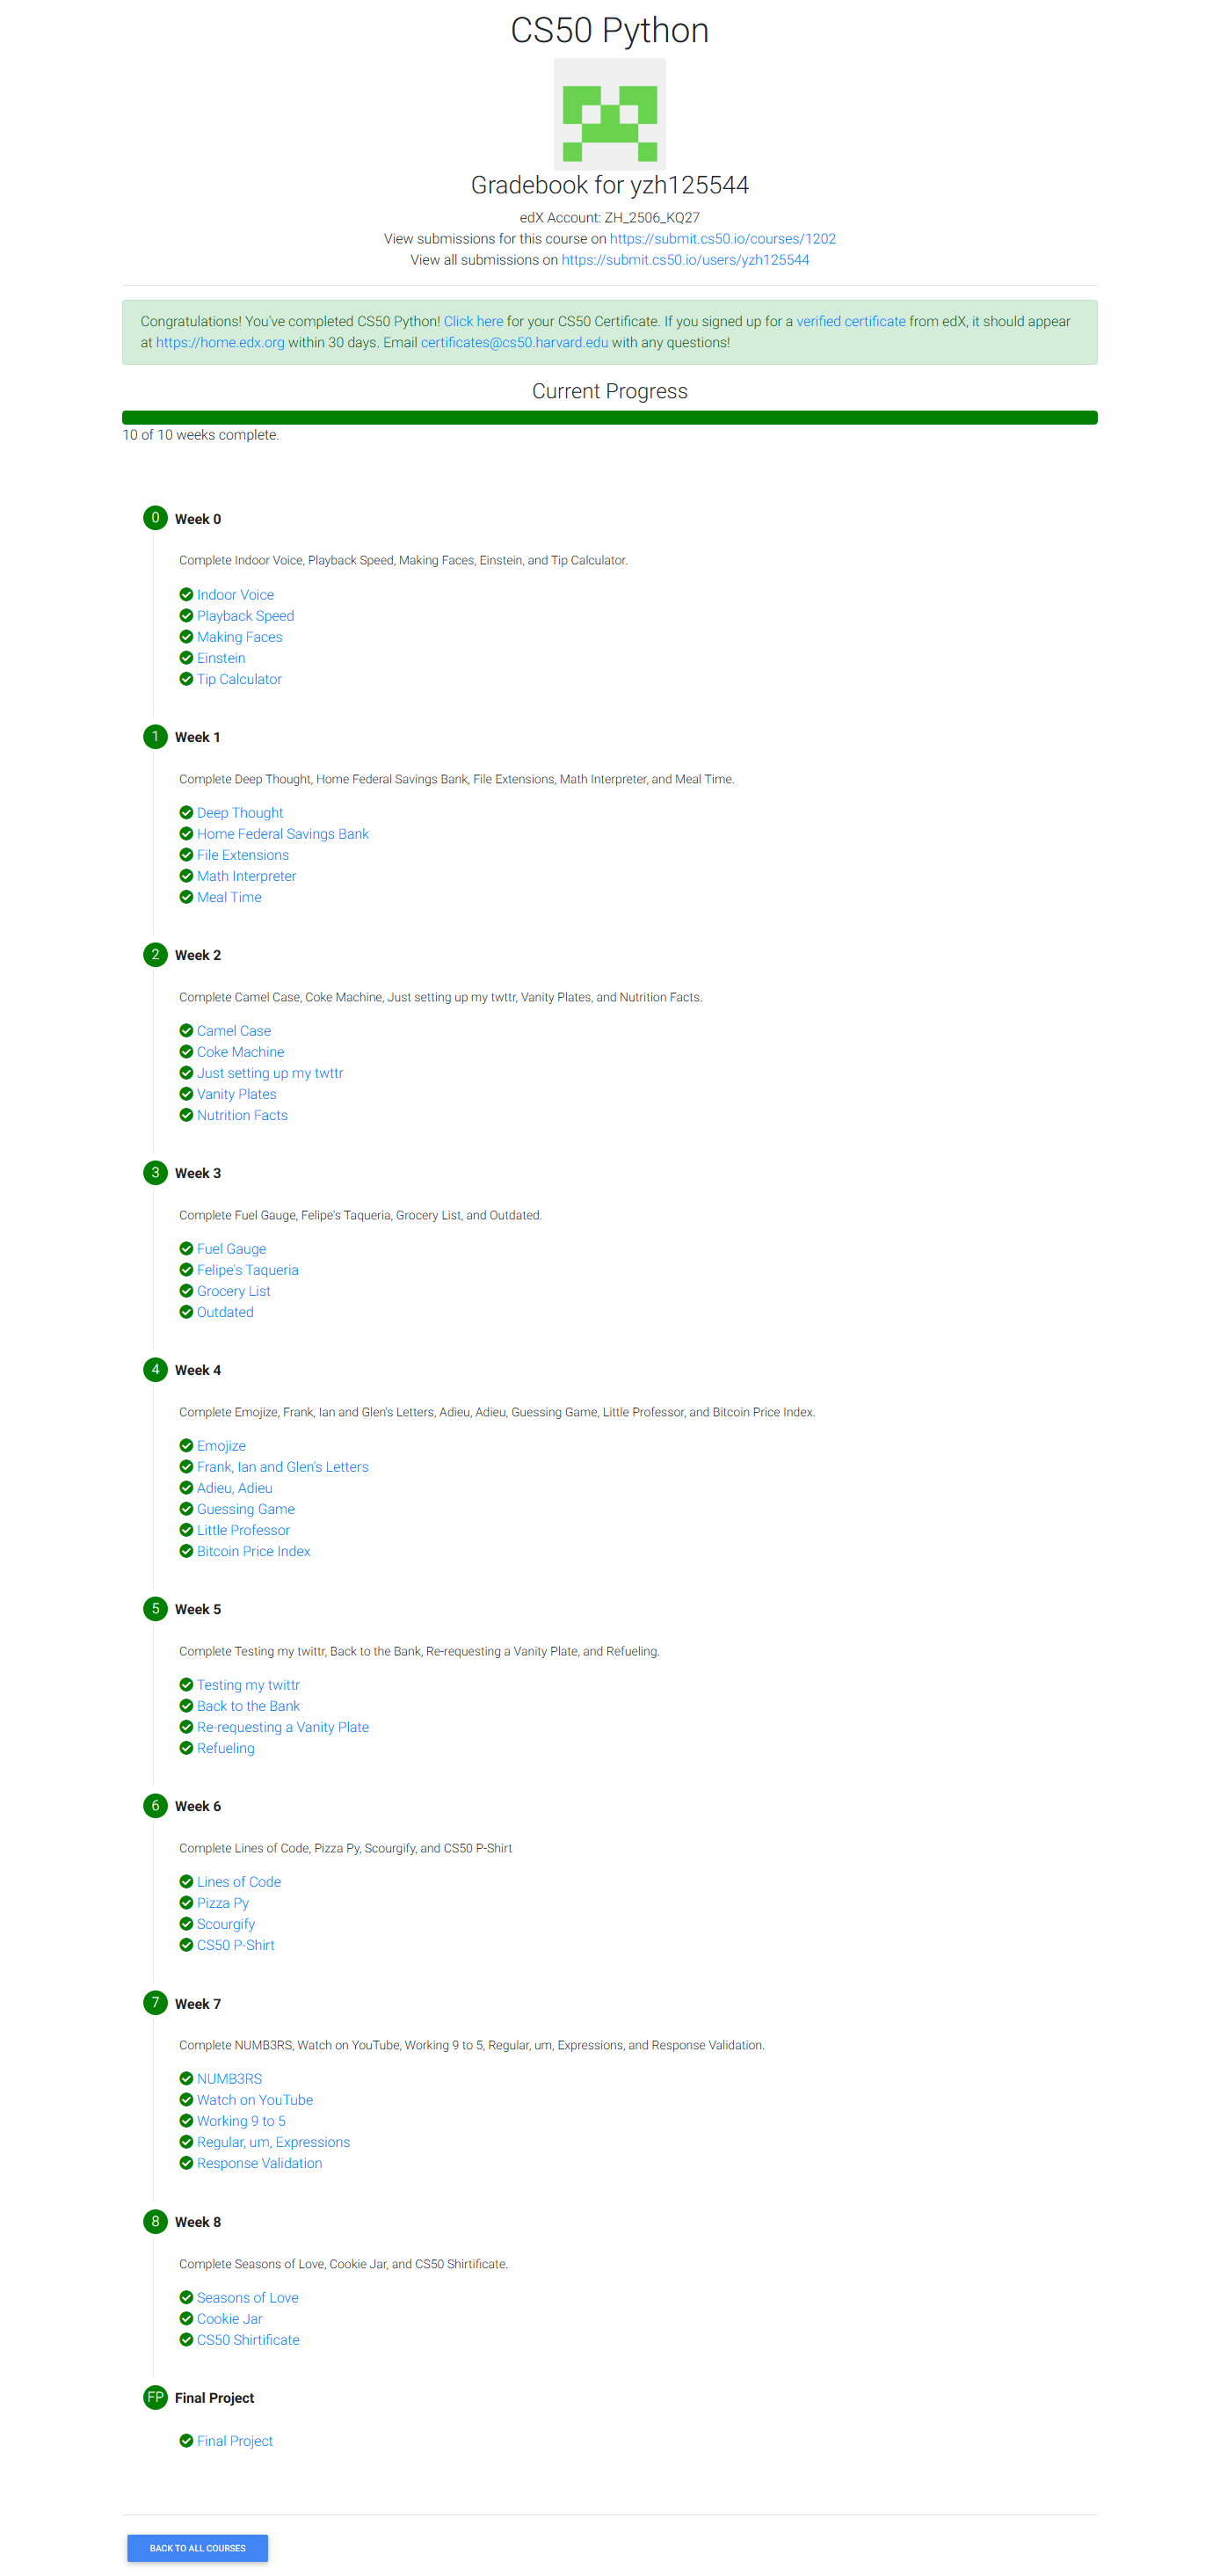 CS50 Python
Gradebook for yzh125544
edX Account: ZH_2506_KQ27
View submissions for this course on https://submit.cs50.io/courses/1202
View all submissions on https://submit.cs50.io/users/yzh125544
Congratulations! You've completed CS50 Python! Click here for your CS50 Certificate. If you signed up for a verified certificate from edX, it should appear
at https://home.edx.org within 30 days. Email certificates@cs50.harvard.edu with any questions!
Current Progress
10 of 10 weeks complete.
0 Week 0
Complete Indoor Voice, Playback Speed, Making Faces, Einstein, and Tip Calculator.
Indoor Voice
Playback Speed
Making Faces
Einstein
Tip Calculator
1 Week 1
Complete Deep Thought, Home Federal Savings Bank, File Extensions, Math Interpreter, and Meal Time.
Deep Thought
Home Federal Savings Bank
File Extensions
Math Interpreter
Meal Time
2 Week 2
Complete Camel Case, Coke Machine, Just setting up my twttr, Vanity Plates, and Nutrition Facts.
Camel Case
Coke Machine
Just setting up my twttr
Vanity Plates
Nutrition Facts
3 Week 3
Complete Fuel Gauge, Felipe's Taqueria, Grocery List, and Outdated.
Fuel Gauge
Felipe's Taqueria
Grocery List
Outdated
4 Week 4
Complete Emojize, Frank, Ian and Glen's Letters, Adieu, Adieu, Guessing Game, Little Professor, and Bitcoin Price Index.
Emojize
Frank, Ian and Glen's Letters
Adieu, Adieu
Guessing Game
Little Professor
Bitcoin Price Index
5 Week 5
Complete Testing my twittr, Back to the Bank, Re-requesting a Vanity Plate, and Refueling.
Testing my twittr
Back to the Bank
Re-requesting a Vanity Plate
Refueling
6 Week 6
Complete Lines of Code, Pizza Py, Scourgify, and CS50 P-Shirt
Lines of Code
Pizza Py
Scourgify
CS50 P-Shirt
7 Week 7
Complete NUMB3RS, Watch on YouTube, Working 9 to 5, Regular, um, Expressions, and Response Validation.
NUMB3RS
Watch on YouTube
Working 9 to 5
Regular, um, Expressions
Response Validation
8 Week 8
Complete Seasons of Love, Cookie Jar, and CS50 Shirtificate.
Seasons of Love
Cookie Jar
CS50 Shirtificate
FP Final Project
Final Project
BACK TO ALL COURSES